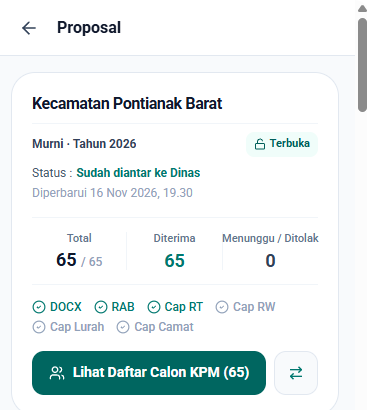 Proposal
Kecamatan Pontianak Barat
Murni · Tahun 2026 Terbuka
Status : Sudah diantar ke Dinas
Diperbarui 16 Nov 2026, 19.30
Total Diterima Menunggu / Ditolak
65 / 65 65 0
DOCX RAB Cap RT Cap RW
Cap Lurah Cap Camat
Lihat Daftar Calon KPM (65)